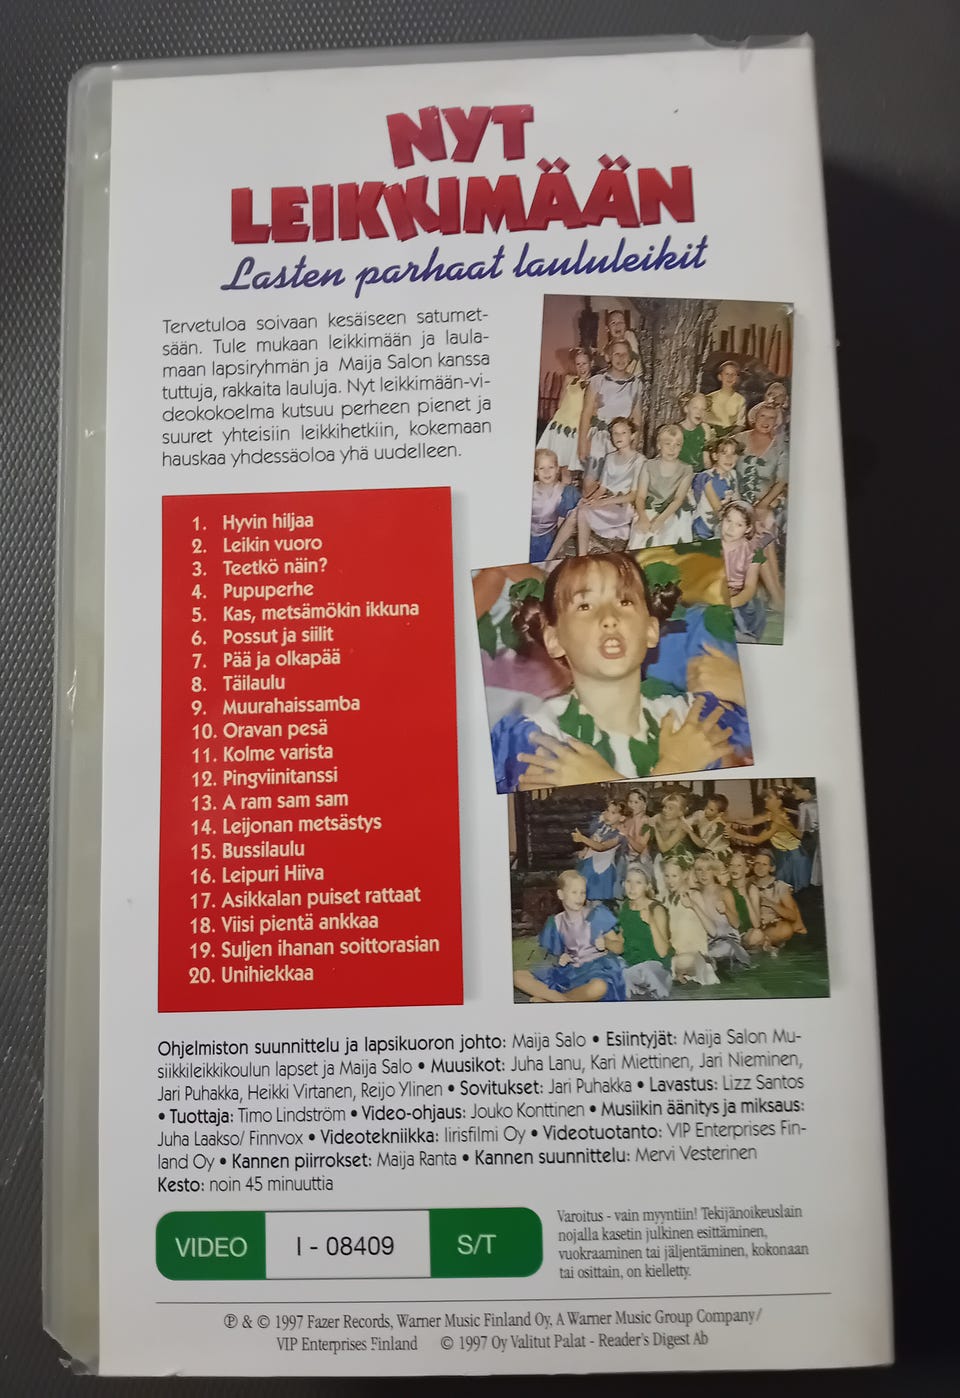 NYT
LEIKKIMÄÄN
Lasten parhaat laululeikit
Tervetuloa soivaan kesäiseen satumet-
sään. Tule mukaan leikkimään ja laula-
maan lapsiryhmän ja Maija Salon kanssa
tuttuja, rakkaita lauluja. Nyt leikkimään-vi-
deokokoelma kutsuu perheen pienet ja
suuret yhteisiin leikkihetkiin, kokemaan
hauskaa yhdessäoloa yhä uudelleen.
1. Hyvin hiljaa
2. Leikin vuoro
3. Teetkö näin?
4. Pupuperhe
5. Kas, metsämökin ikkuna
6. Possut ja siilit
7. Pää ja olkapää
8. Täilaulu
9. Muurahaissamba
10. Oravan pesä
11. Kolme varista
12. Pingviinitanssi
13. A ram sam sam
14. Leijonan metsästys
15. Bussilaulu
16. Leipuri Hiiva
17. Asikkalan puiset rattaat
18. Viisi pientä ankkaa
19. Suljen ihanan soittorasian
20. Unihiekkaa
Ohjelmiston suunnittelu ja lapsikuoron johto: Maija Salo • Esiintyjät: Maija Salon Mu-
siikkileikkikoulun lapset ja Maija Salo • Muusikot: Juha Lanu, Kari Miettinen, Jari Nieminen,
Jari Puhakka, Heikki Virtanen, Reijo Ylinen • Sovitukset: Jari Puhakka • Lavastus: Lizz Santos
• Tuottaja: Timo Lindström • Video-ohjaus: Jouko Konttinen • Musiikin äänitys ja miksaus:
Juha Laakso/ Finnvox • Videotekniikka: Iirisfilmi Oy • Videotuotanto: VIP Enterprises Fin-
land Oy • Kannen piirrokset: Maija Ranta • Kannen suunnittelu: Mervi Vesterinen
Kesto: noin 45 minuuttia
VIDEO I - 08409 S/T
Varoitus - vain myyntiin! Tekijänoikeuslain
nojalla kasetin julkinen esittäminen,
vuokraaminen tai jäljentäminen, kokonaan
tai osittain, on kielletty.
℗ & © 1997 Fazer Records, Warner Music Finland Oy, A Warner Music Group Company/
VIP Enterprises Finland © 1997 Oy Valitut Palat - Reader's Digest Ab